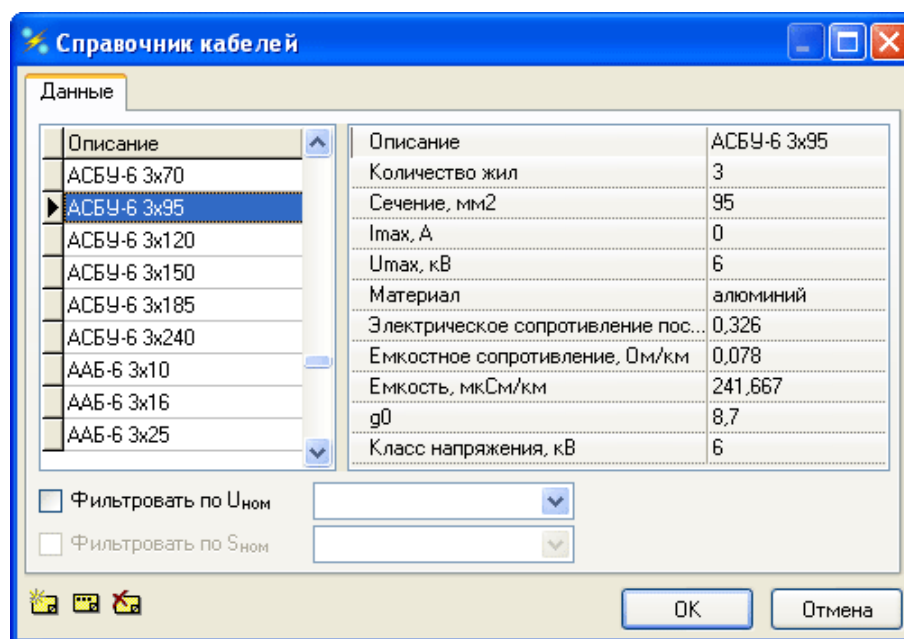 Справочник кабелей
Данные
Описание
АСБУ-6 3х70
АСБУ-6 3х95
АСБУ-6 3х120
АСБУ-6 3х150
АСБУ-6 3х185
АСБУ-6 3х240
ААБ-6 3х10
ААБ-6 3х16
ААБ-6 3х25
Описание АСБУ-6 3х95
Количество жил 3
Сечение, мм2 95
Imax, А 0
Umax, кВ 6
Материал алюминий
Электрическое сопротивление пос... 0,326
Емкостное сопротивление, Ом/км 0,078
Емкость, мкСм/км 241,667
g0 8,7
Класс напряжения, кВ 6
Фильтровать по Uном
Фильтровать по Sном
OK Отмена